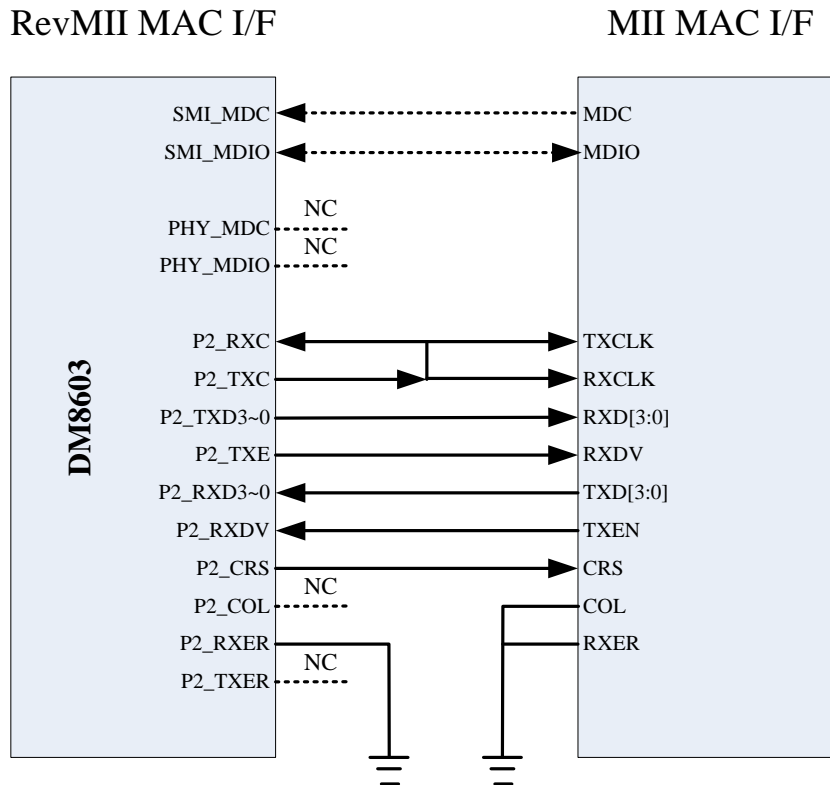 RevMII MAC I/F
MII MAC I/F
SMI_MDC
MDC
SMI_MDIO
MDIO
PHY_MDC
NC
PHY_MDIO
NC
P2_RXC
TXCLK
P2_TXC
RXCLK
P2_TXD3~0
RXD[3:0]
P2_TXE
RXDV
P2_RXD3~0
TXD[3:0]
P2_RXDV
TXEN
P2_CRS
CRS
P2_COL
NC
COL
P2_RXER
RXER
P2_TXER
NC
DM8603